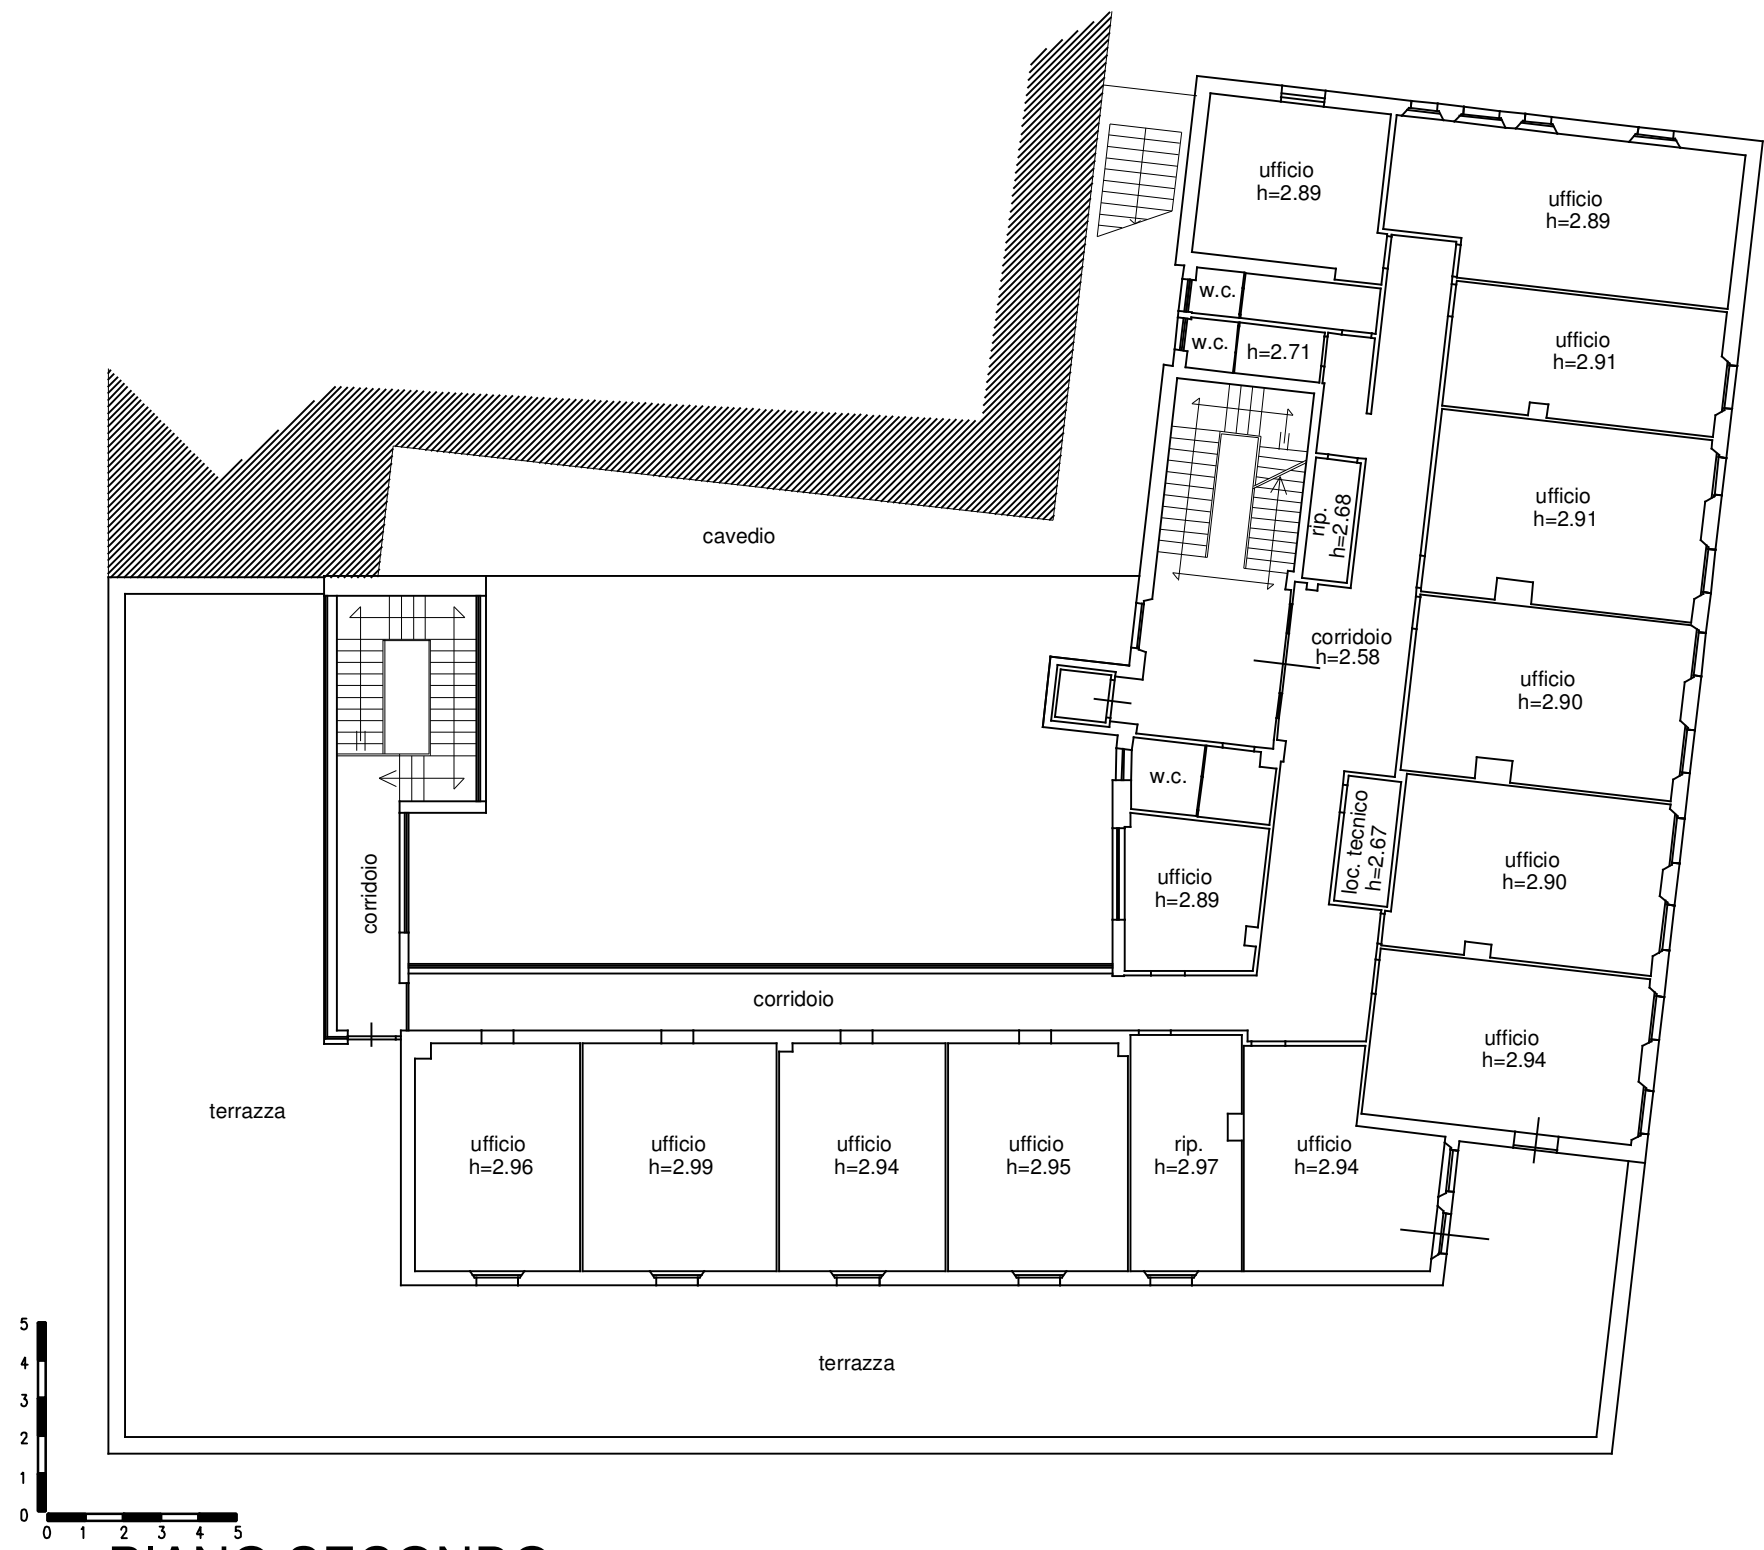 ufficio
h=2.89
ufficio
h=2.89
w.c.
w.c.
h=2.71
ufficio
h=2.91
ufficio
h=2.91
rip.
h=2.68
cavedio
corridoio
h=2.58
ufficio
h=2.90
w.c.
loc. tecnico
h=2.67
ufficio
h=2.90
ufficio
h=2.89
corridoio
corridoio
ufficio
h=2.94
terrazza
ufficio
h=2.96
ufficio
h=2.99
ufficio
h=2.94
ufficio
h=2.95
rip.
h=2.97
ufficio
h=2.94
terrazza
5
4
3
2
1
0
0 1 2 3 4 5
PIANO SECONDO